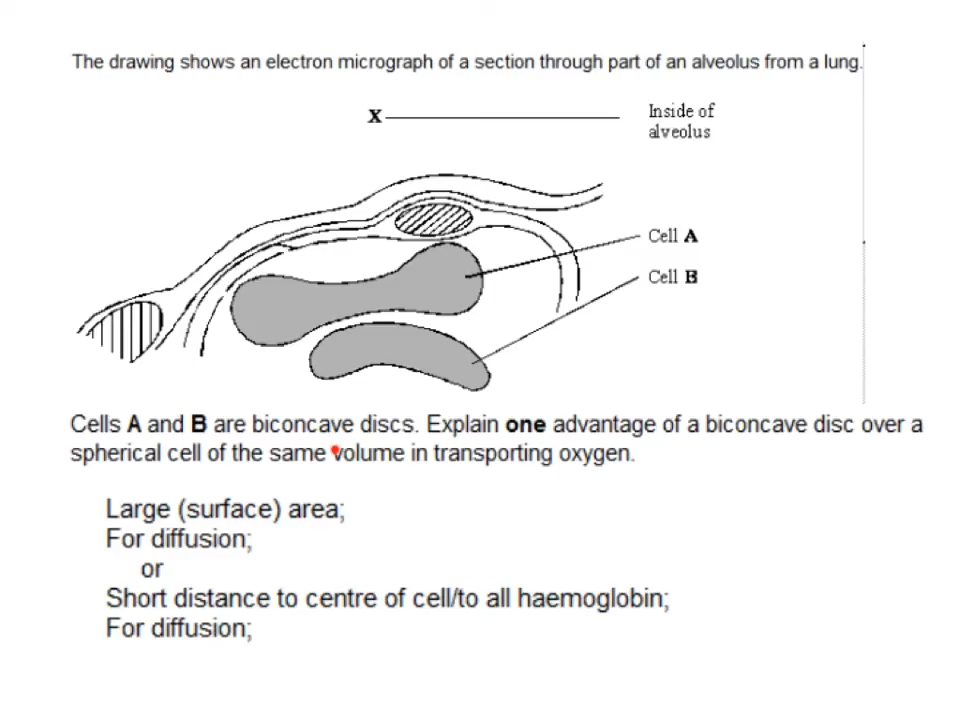 The drawing shows an electron micrograph of a section through part of an alveolus from a lung.
X
Inside of
alveolus
Cell A
Cell B
Cells A and B are biconcave discs. Explain one advantage of a biconcave disc over a
spherical cell of the same volume in transporting oxygen.
Large (surface) area;
For diffusion;
or
Short distance to centre of cell/to all haemoglobin;
For diffusion;